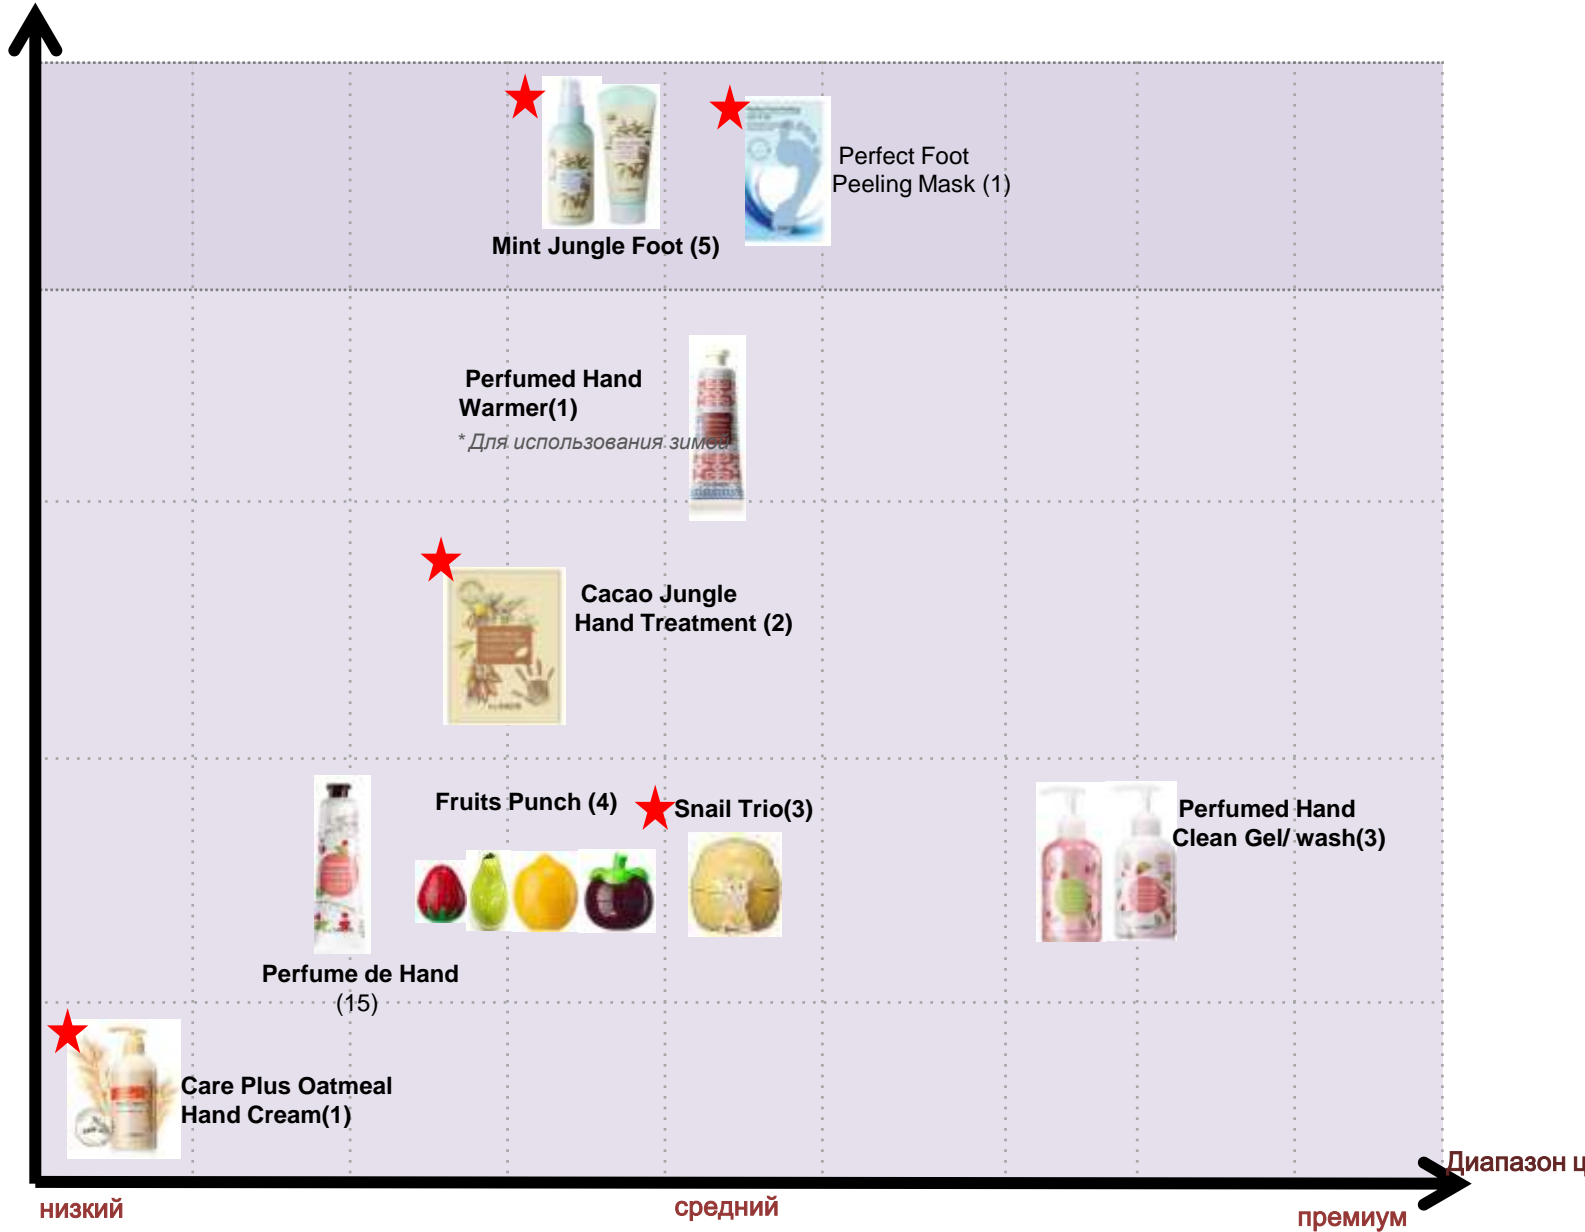 Perfect Foot
Peeling Mask (1)
Mint Jungle Foot (5)
Perfumed Hand
Warmer(1)
* Для использования зимой
Cacao Jungle
Hand Treatment (2)
Fruits Punch (4)
Snail Trio(3)
Perfumed Hand
Clean Gel/ wash(3)
Perfume de Hand
(15)
Care Plus Oatmeal
Hand Cream(1)
Диапазон ц
низкий
средний
премиум